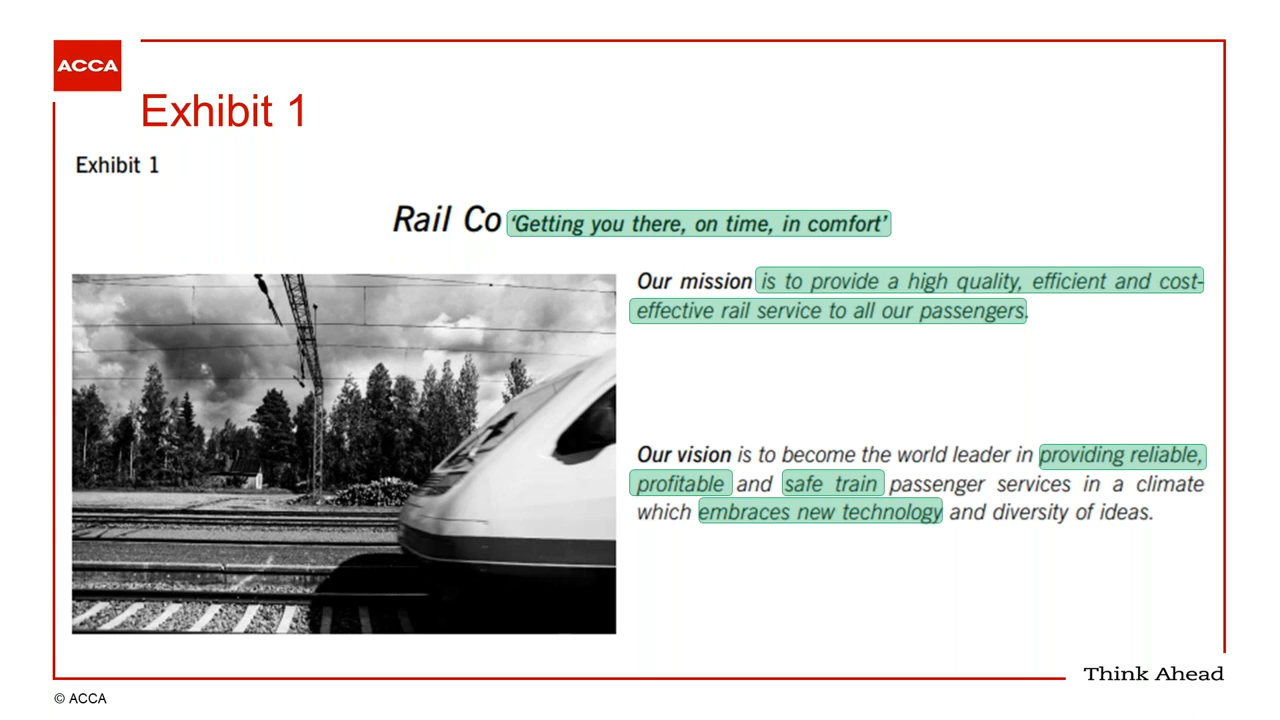 ACCA
Exhibit 1
Exhibit 1
Rail Co ‘Getting you there, on time, in comfort’
Our mission is to provide a high quality, efficient and cost-
effective rail service to all our passengers.
Our vision is to become the world leader in providing reliable,
profitable and safe train passenger services in a climate
which embraces new technology and diversity of ideas.
Think Ahead
© ACCA